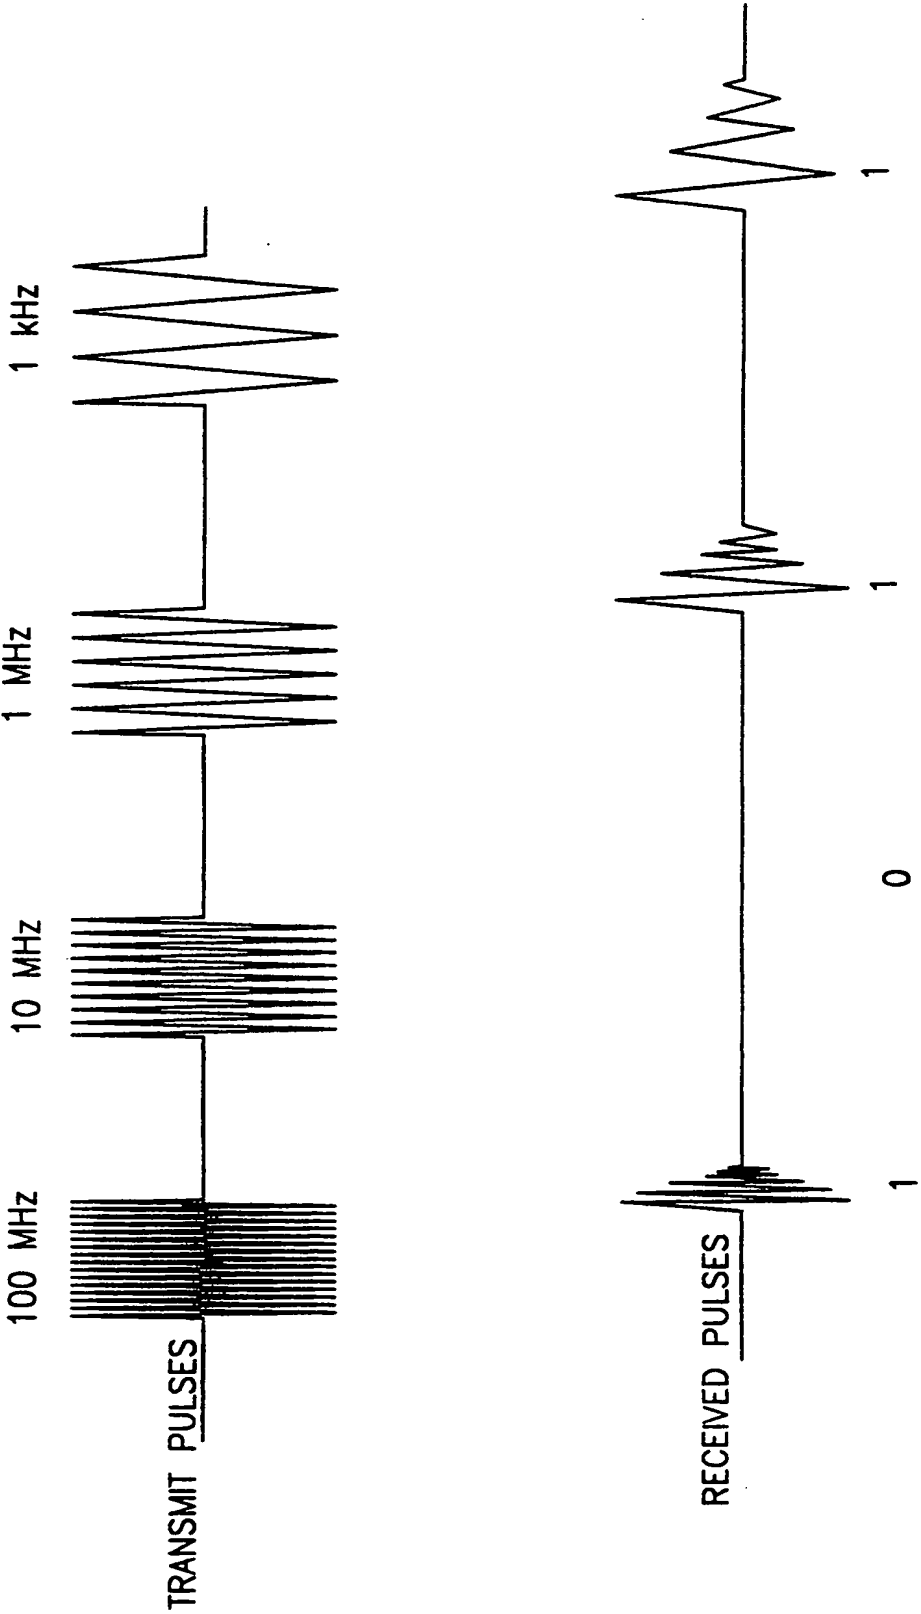 100 MHz
10 MHz
1 MHz
1 kHz
TRANSMIT PULSES
RECEIVED PULSES
1
0
1
1